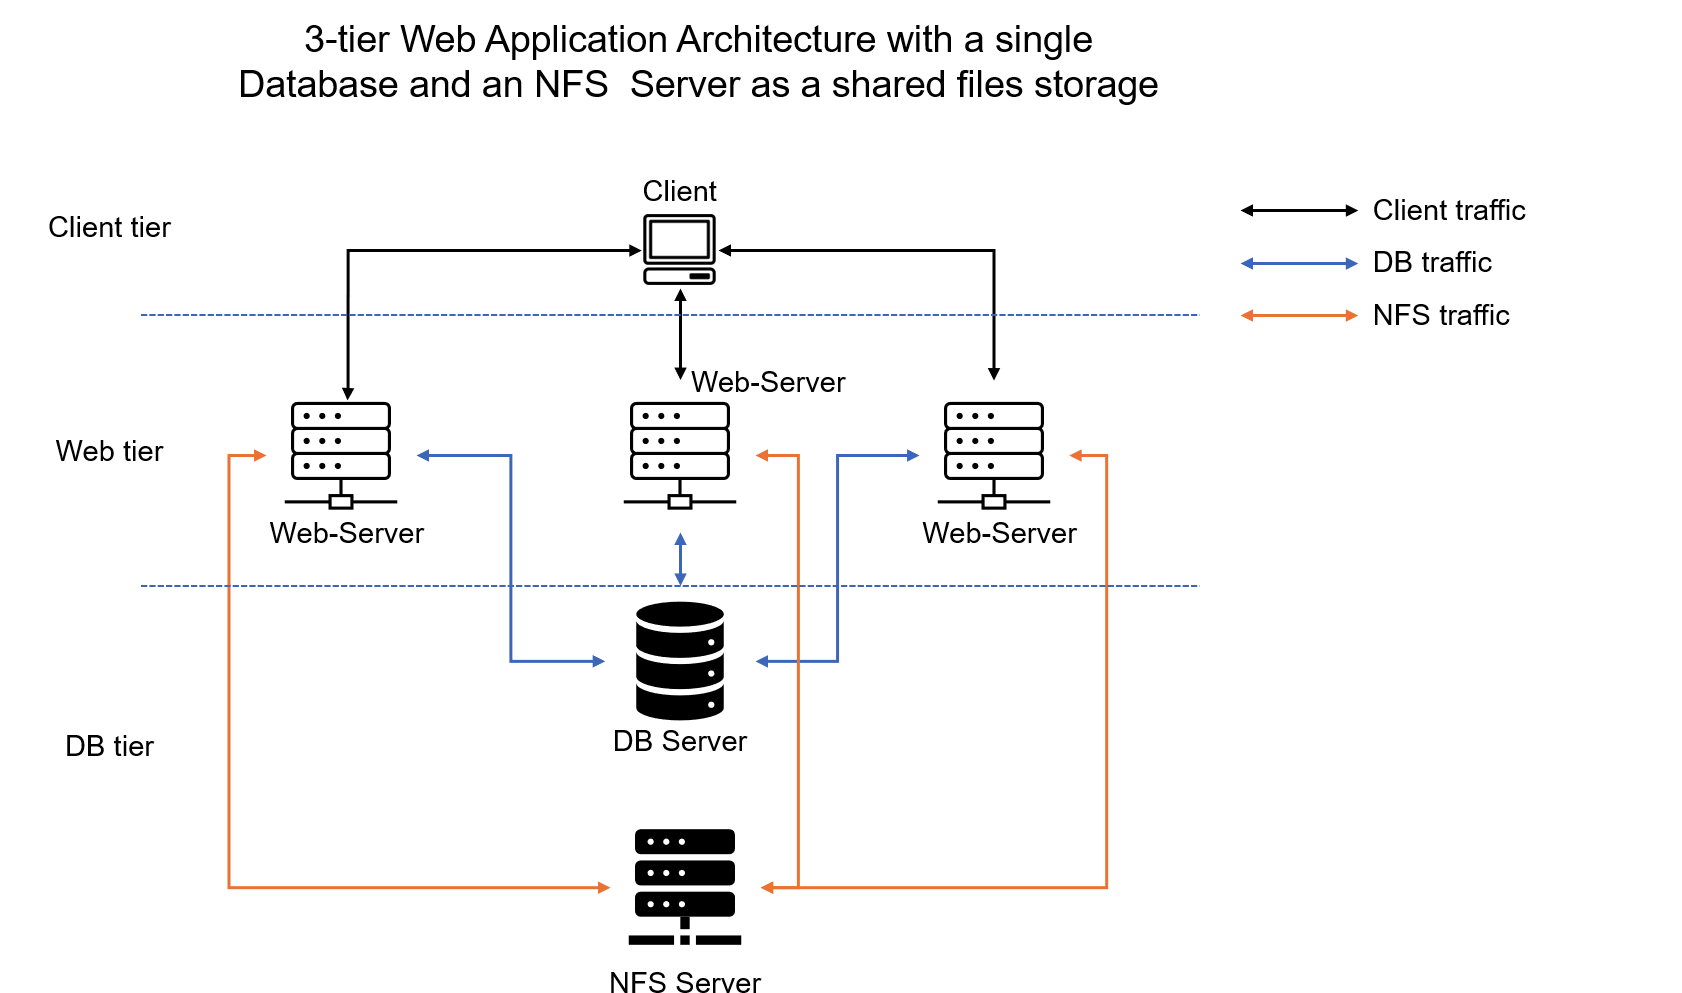 3-tier Web Application Architecture with a single
Database and an NFS  Server as a shared files storage
Client
Client tier
Client traffic
DB traffic
NFS traffic
Web-Server
Web tier
Web-Server
Web-Server
DB Server
DB tier
NFS Server